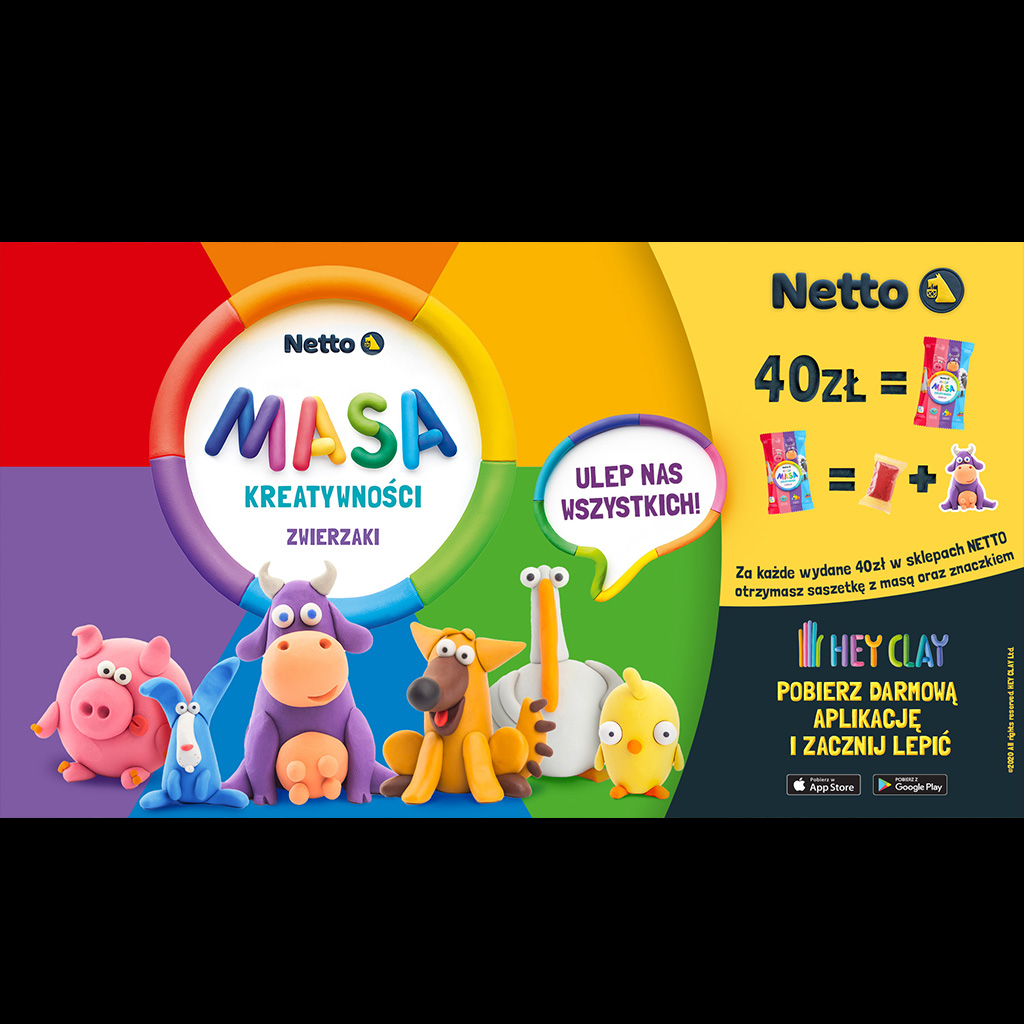 Netto
MASA
KREATYWNOŚCI
ZWIERZAKI
ULEP NAS
WSZYSTKICH!
Netto
40ZŁ =
= +
Za każde wydane 40zł w sklepach NETTO
otrzymasz saszetkę z masą oraz znaczkiem
HEY CLAY
POBIERZ DARMOWĄ
APLIKACJĘ
I ZACZNIJ LEPIĆ
Pobierz w
App Store
POBIERZ Z
Google Play
©2020 All rights reserved. HEY CLAY Ltd.